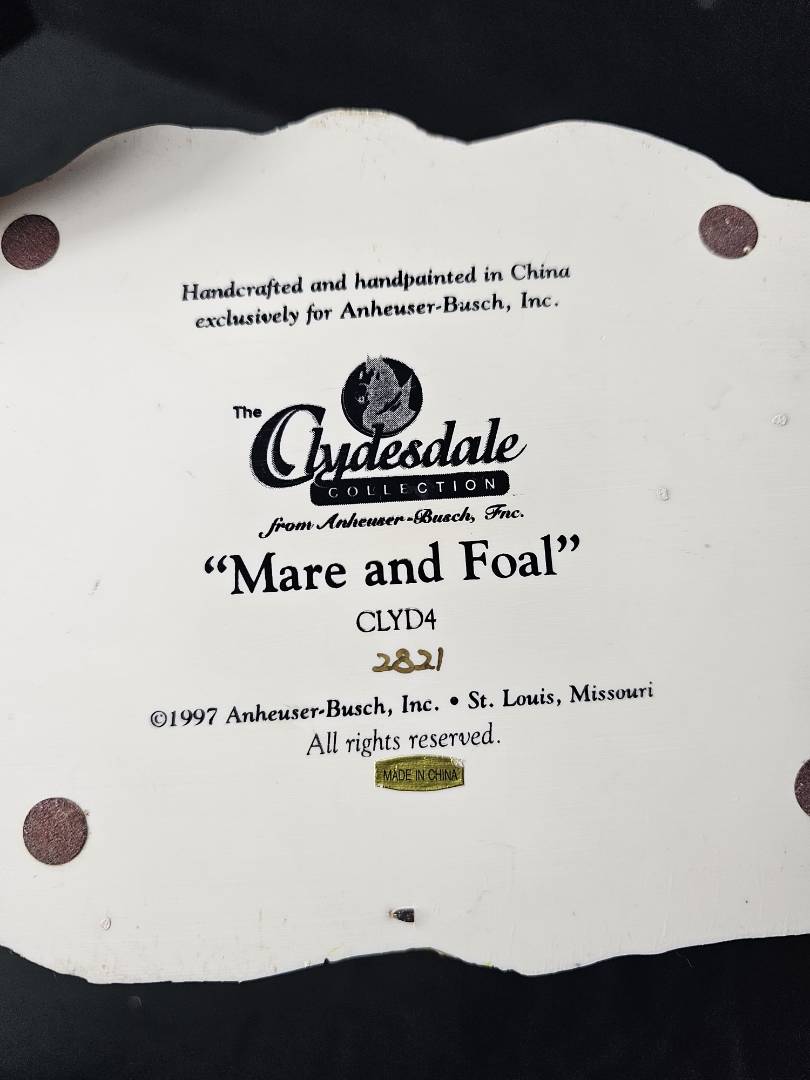 Handcrafted and handpainted in China
exclusively for Anheuser-Busch, Inc.
The
Clydesdale
COLLECTION
from Anheuser-Busch, Inc.
“Mare and Foal”
CLYD4
2821
©1997 Anheuser-Busch, Inc. • St. Louis, Missouri
All rights reserved.
MADE IN CHINA